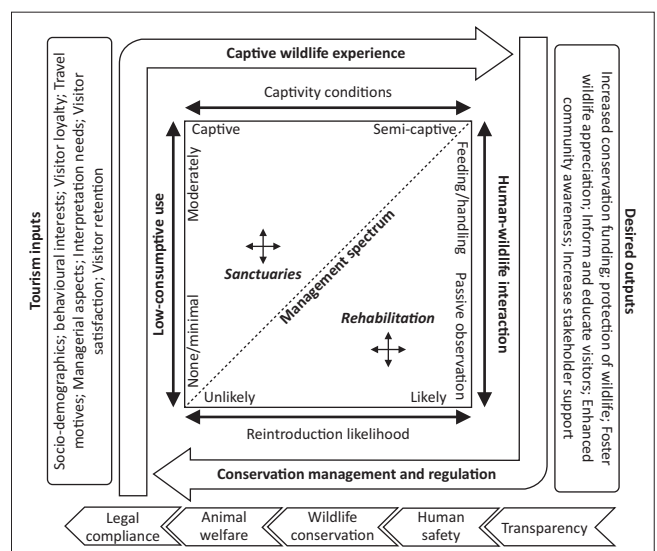 Captive wildlife experience
Tourism inputs
Socio-demographics; behavioural interests; Visitor loyalty; Travel
motives; Managerial aspects; Interpretation needs; Visitor
satisfaction; Visitor retention
Captivity conditions
Captive
Semi-captive
Low-consumptive use
Moderately
None/minimal
Sanctuaries
Management spectrum
Rehabilitation
Feeding/handling
Passive observation
Human-wildlife interaction
Unlikely
Likely
Reintroduction likelihood
Desired outputs
Increased conservation funding; protection of wildlife; Foster
wildlife appreciation; Inform and educate visitors; Enhanced
community awareness; Increase stakeholder support
Conservation management and regulation
Legal
compliance
Animal
welfare
Wildlife
conservation
Human
safety
Transparency